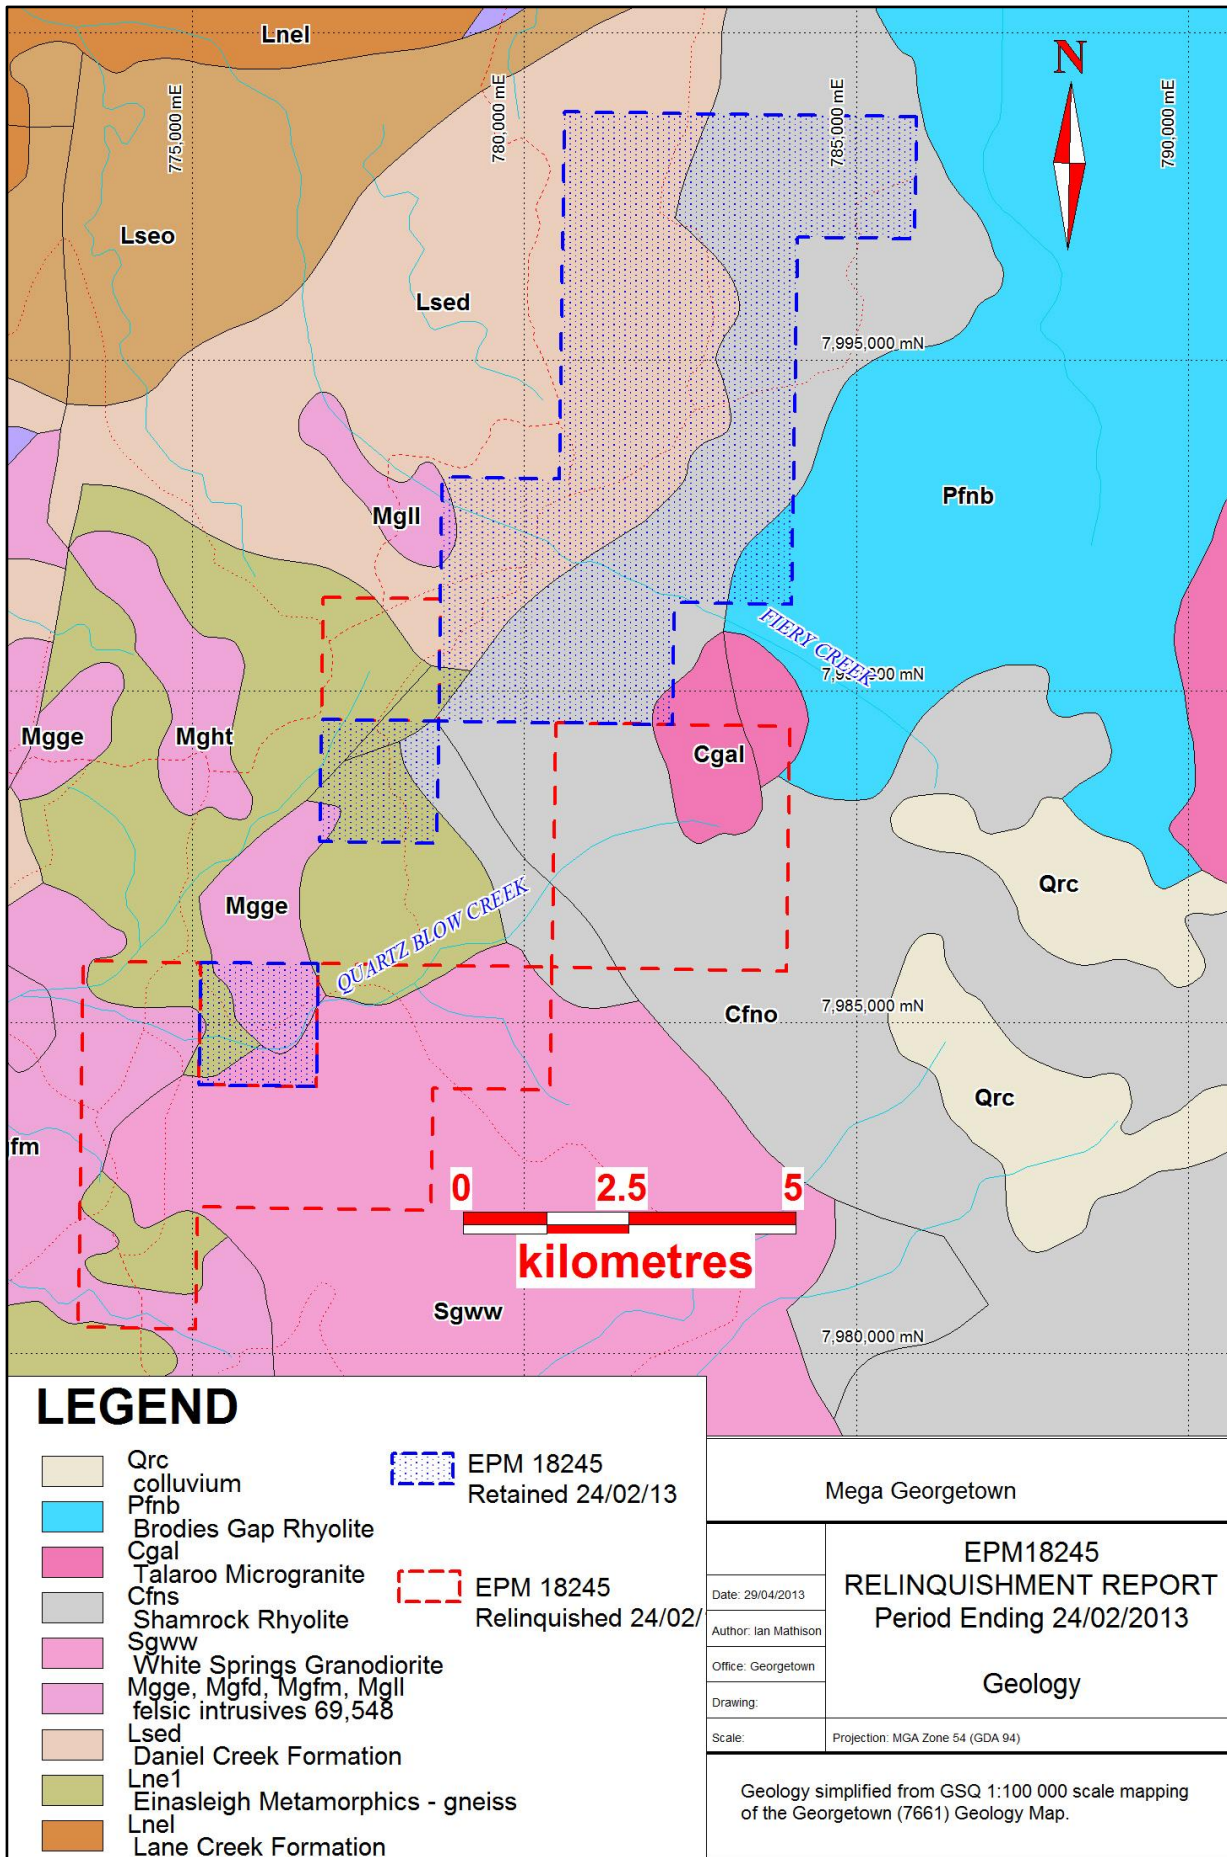 Lnel
N
775,000 mE
780,000 mE
785,000 mE
790,000 mE
Lseo
Lsed
7,995,000 mN
Pfnb
Mgll
FIERY CREEK
Mgge
Mght
Cgal
Qrc
Mgge
QUARTZ BLOW CREEK
Cfno
7,985,000 mN
Qrc
fm
0 2.5 5
kilometres
Sgww
7,980,000 mN
LEGEND
Qrc
colluvium
Pfnb
Brodies Gap Rhyolite
Cgal
Talaroo Microgranite
Cfns
Shamrock Rhyolite
Sgww
White Springs Granodiorite
Mgge, Mgfd, Mgfm, Mgll
felsic intrusives 69,548
Lsed
Daniel Creek Formation
Lne1
Einasleigh Metamorphics - gneiss
Lnel
Lane Creek Formation
EPM 18245
Retained 24/02/13
EPM 18245
Relinquished 24/02/
Mega Georgetown
EPM18245
RELINQUISHMENT REPORT
Period Ending 24/02/2013
Geology
Date: 29/04/2013
Author: Ian Mathison
Office: Georgetown
Drawing:
Scale:
Projection: MGA Zone 54 (GDA 94)
Geology simplified from GSQ 1:100 000 scale mapping
of the Georgetown (7661) Geology Map.